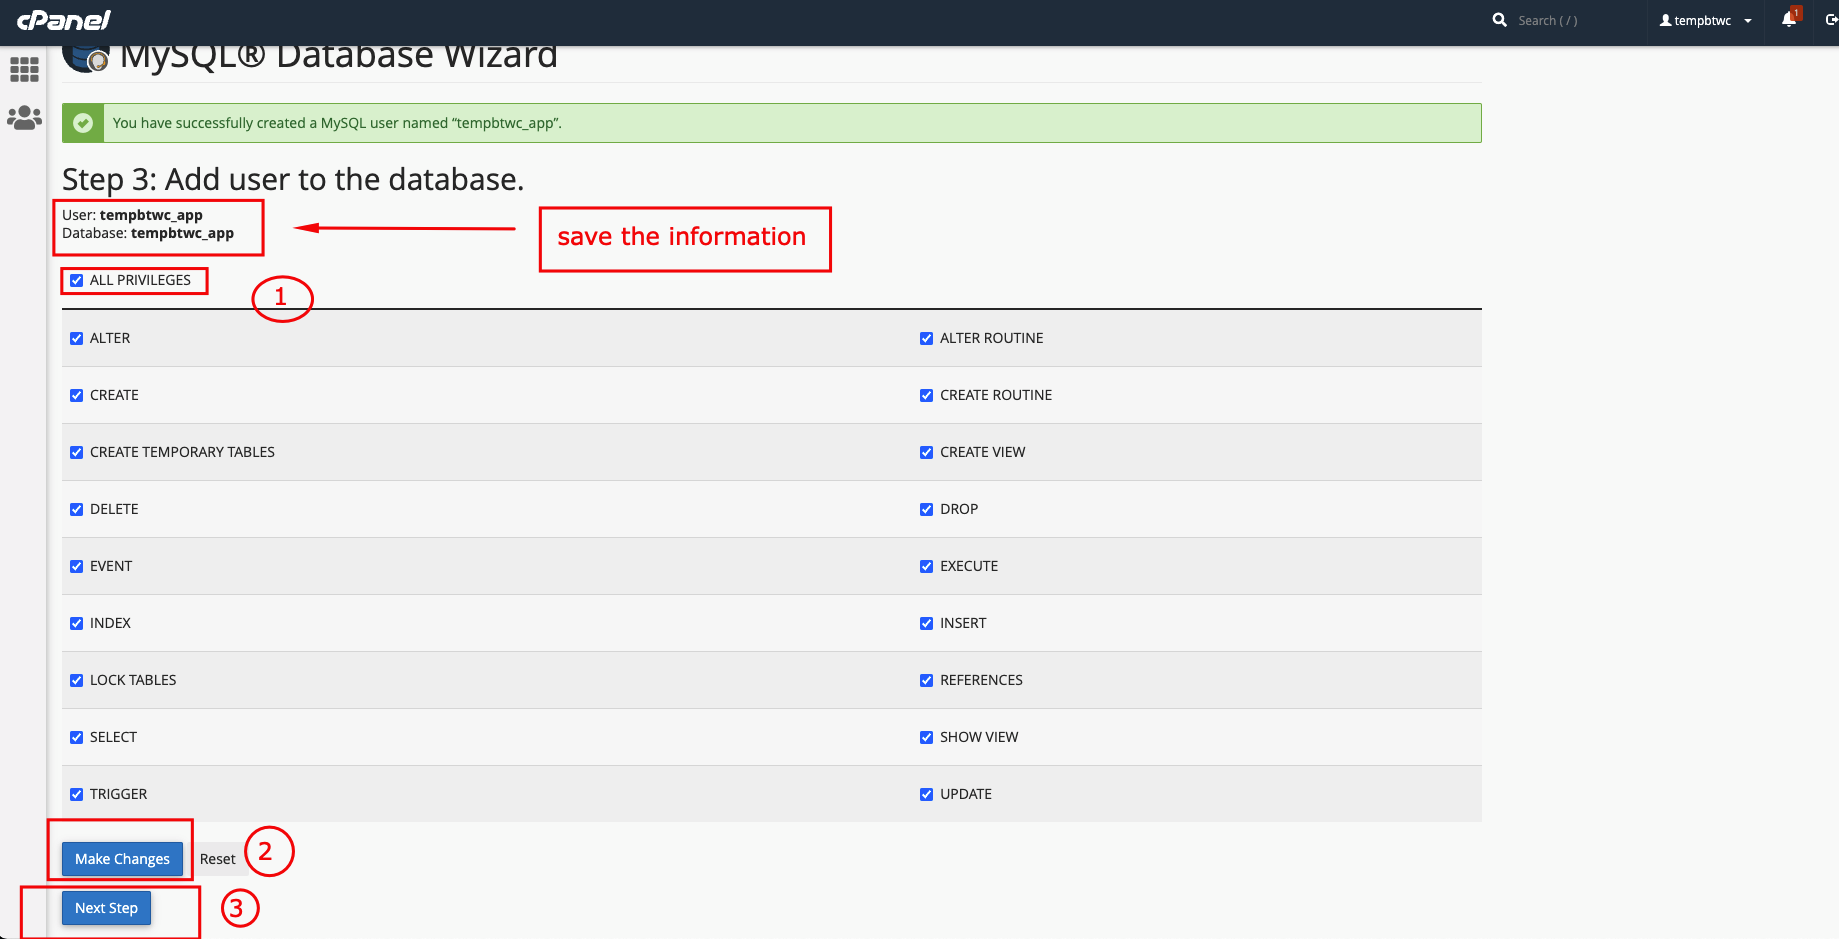 cPanel
Search ( / )
tempbtwc
1
MySQL® Database Wizard
You have successfully created a MySQL user named “tempbtwc_app”.
Step 3: Add user to the database.
User: tempbtwc_app
Database: tempbtwc_app
save the information
ALL PRIVILEGES
1
ALTER
ALTER ROUTINE
CREATE
CREATE ROUTINE
CREATE TEMPORARY TABLES
CREATE VIEW
DELETE
DROP
EVENT
EXECUTE
INDEX
INSERT
LOCK TABLES
REFERENCES
SELECT
SHOW VIEW
TRIGGER
UPDATE
Make Changes
Reset
2
Next Step
3